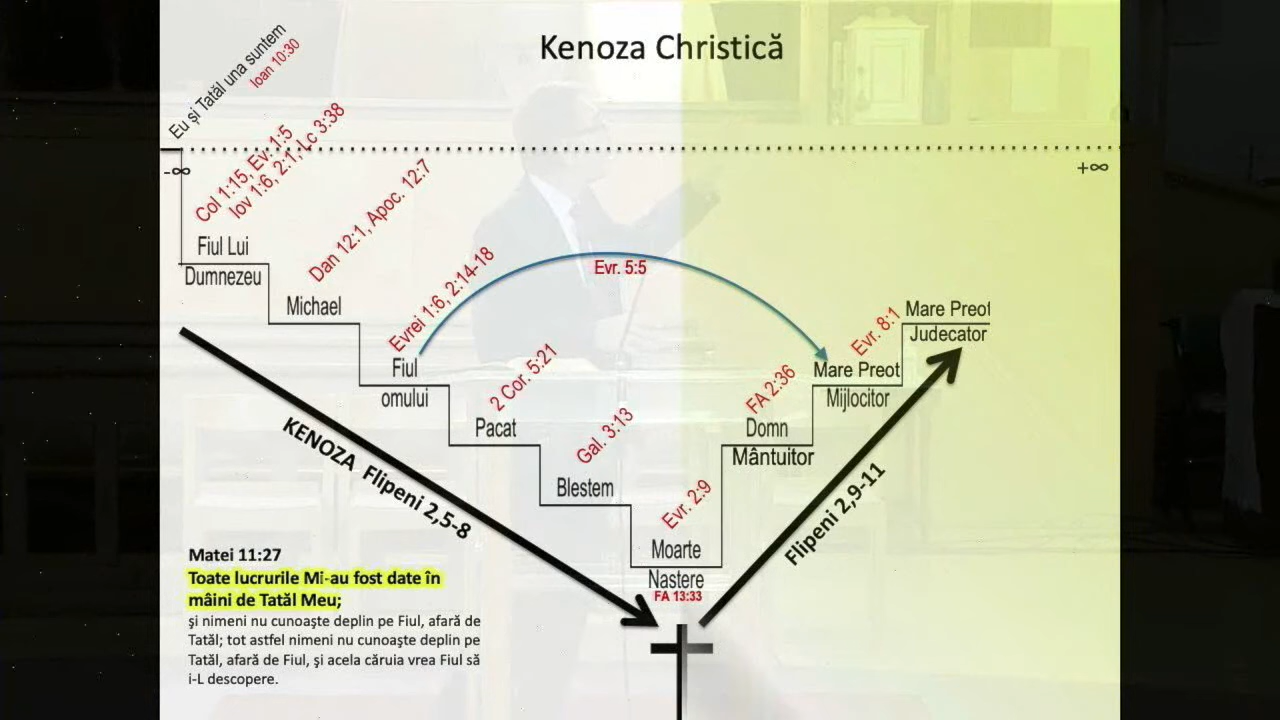 Kenoza Christică
Eu și Tatăl una suntem
Ioan 10:30
-∞
+∞
Col 1:15, Ev. 1:5
Iov 1:6, 2:1, Lc 3:38
Fiul Lui
Dumnezeu
Dan 12:1, Apoc. 12:7
Michael
Evrei 1:6, 2:14-18
Fiul
omului
Evr. 5:5
2 Cor. 5:21
Pacat
Gal. 3:13
Blestem
Evr. 2:9
Moarte
Nastere
FA 13:33
FA 2:36
Domn
Mântuitor
Mare Preot
Mijlocitor
Evr. 8:1
Mare Preot
Judecator
KENOZA Flipeni 2,5-8
Flipeni 2,9-11
Matei 11:27
Toate lucrurile Mi-au fost date în
mâini de Tatăl Meu;
şi nimeni nu cunoaşte deplin pe Fiul, afară de
Tatăl; tot astfel nimeni nu cunoaşte deplin pe
Tatăl, afară de Fiul, şi acela căruia vrea Fiul să
i-L descopere.